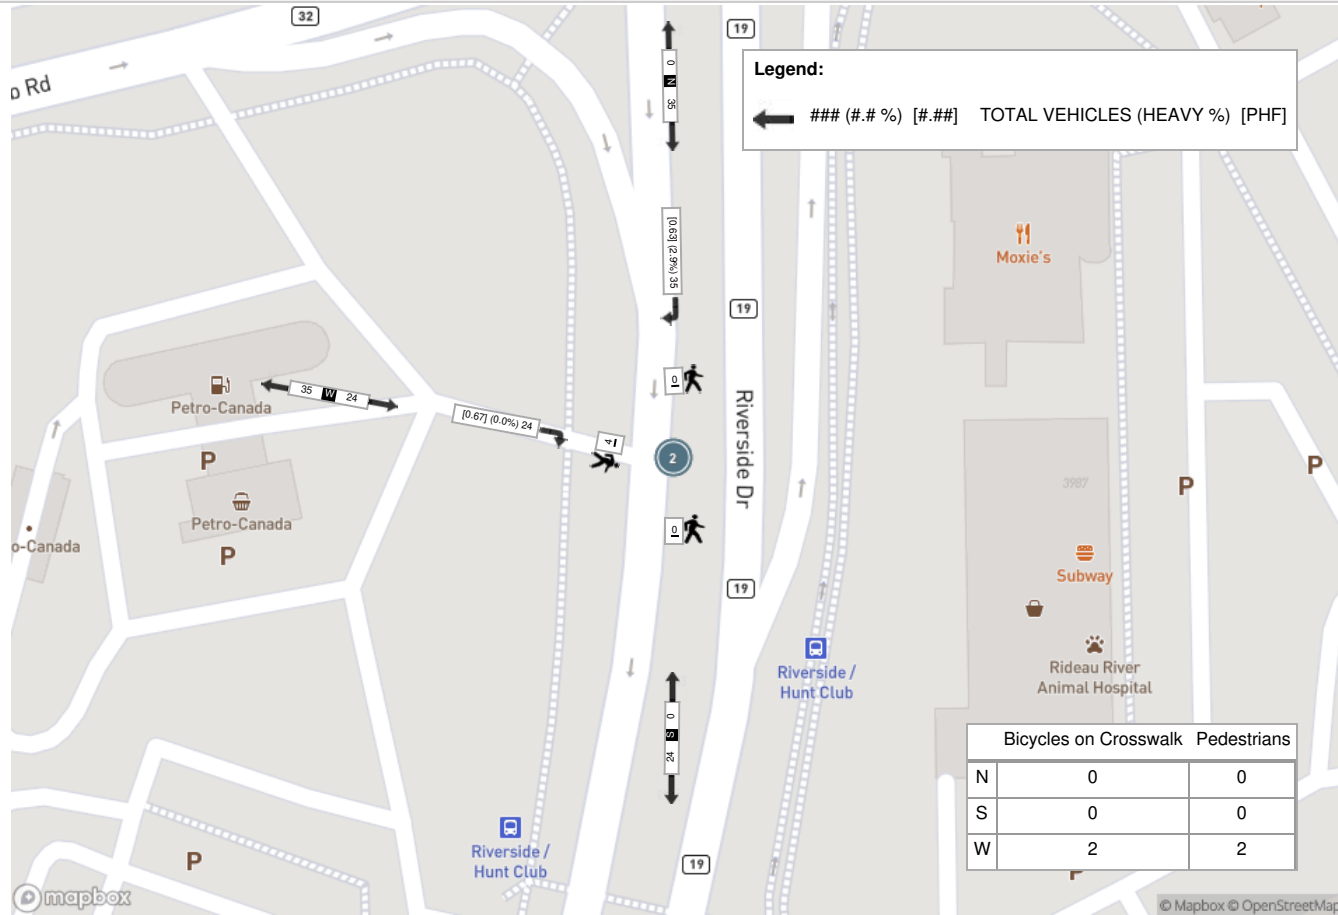 32
19
o Rd
Legend:
### (#.# %) [#.##] TOTAL VEHICLES (HEAVY %) [PHF]
0 N 35
[0.63] (2.9%) 35
Moxie's
19
0
35 W 24
Petro-Canada
[0.67] (0.0%) 24
4
2
Riverside Dr
P
P
P
3987
Petro-Canada
0
o-Canada
P
Subway
19
Riverside /
Hunt Club
Rideau River
Animal Hospital
24 S 0
Bicycles on Crosswalk Pedestrians
N 0 0
S 0 0
W 2 2
Riverside /
Hunt Club
P
19
P
mapbox
© Mapbox © OpenStreetMap